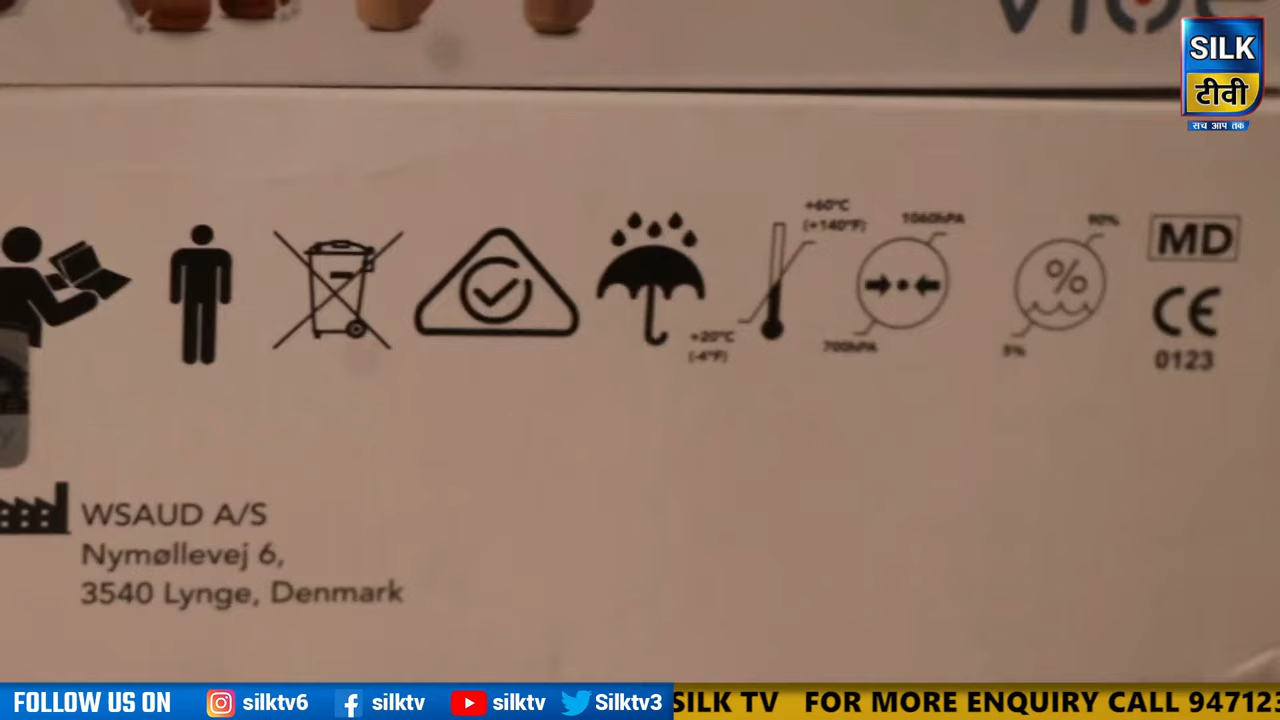 SILK
टीवी
सच आप तक
+60°C
(+140°F)
+20°C
(-4°F)
1060hPA
700hPA
90%
%
5%
MD
CE
0123
WSAUD A/S
Nymøllevej 6,
3540 Lynge, Denmark
FOLLOW US ON silktv6 silktv silktv Silktv3
SILK TV FOR MORE ENQUIRY CALL 94712